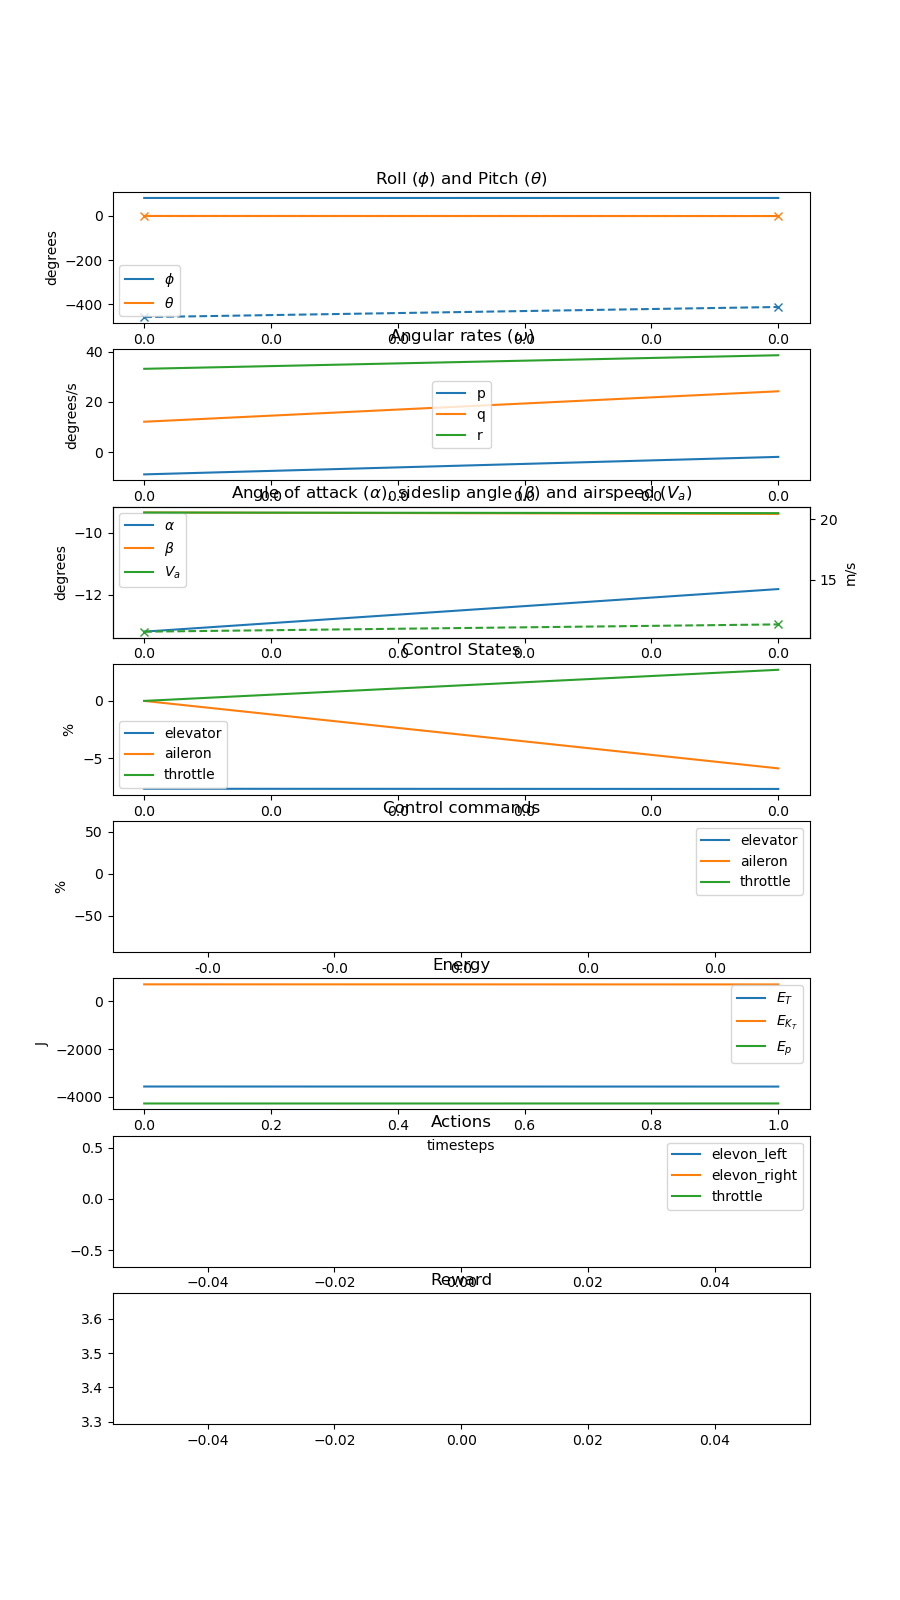 Roll (ϕ) and Pitch (θ)
degrees
0
−200
−400
ϕ
θ
0.0 0.0 0.0 0.0 0.0 0.0
Angular rates (ω)
degrees/s
40
20
0
p
q
r
0.0 0.0 0.0 0.0 0.0 0.0
Angle of attack (α), sideslip angle (β) and airspeed (V_a)
degrees
−10
−12
α
β
V_a
20
15
m/s
0.0 0.0 0.0 0.0 0.0 0.0
Control States
%
0
−5
elevator
aileron
throttle
0.0 0.0 0.0 0.0 0.0 0.0
Control commands
%
50
0
−50
elevator
aileron
throttle
-0.0 -0.0 0.0 0.0 0.0
Energy
J
0
−2000
−4000
E_T
E_{K_T}
E_p
0.0 0.2 0.4 0.6 0.8 1.0
Actions
timesteps
0.5
0.0
−0.5
elevon_left
elevon_right
throttle
−0.04 −0.02 0.00 0.02 0.04
Reward
3.6
3.5
3.4
3.3
−0.04 −0.02 0.00 0.02 0.04